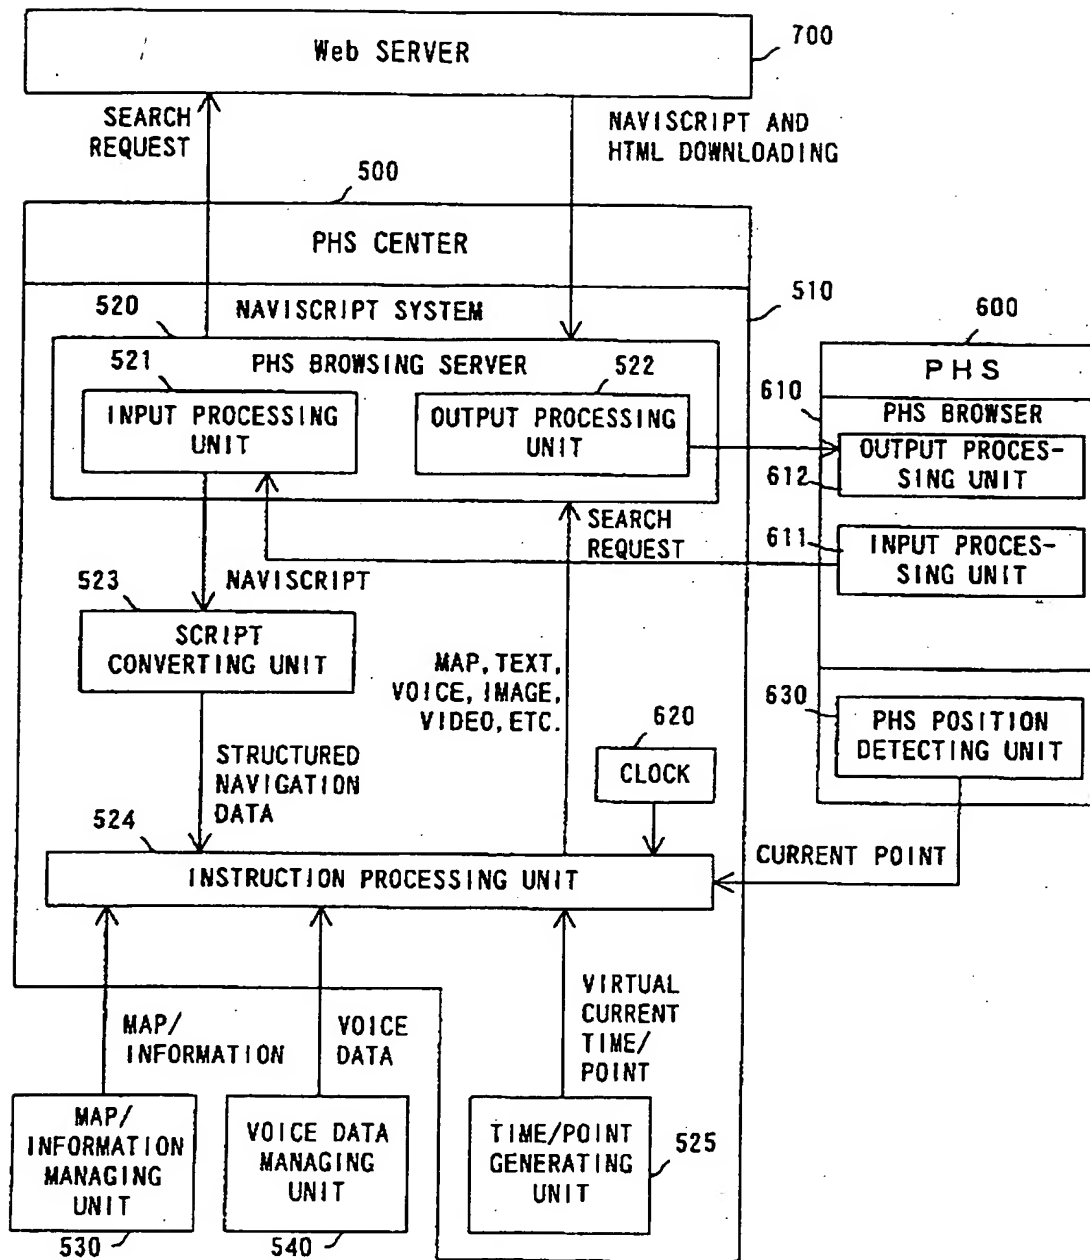 Web SERVER
700
SEARCH
REQUEST
NAVISCRIPT AND
HTML DOWNLOADING
500
PHS CENTER
510
NAVISCRIPT SYSTEM
520
PHS BROWSING SERVER
521
INPUT PROCESSING
UNIT
522
OUTPUT PROCESSING
UNIT
600
PHS
610
PHS BROWSER
OUTPUT PROCES-
SING UNIT
612
611
INPUT PROCES-
SING UNIT
SEARCH
REQUEST
NAVISCRIPT
523
SCRIPT
CONVERTING UNIT
MAP, TEXT,
VOICE, IMAGE,
VIDEO, ETC.
620
CLOCK
630
PHS POSITION
DETECTING UNIT
STRUCTURED
NAVIGATION
DATA
524
INSTRUCTION PROCESSING UNIT
CURRENT POINT
MAP/
INFORMATION
VOICE
DATA
VIRTUAL
CURRENT
TIME/
POINT
MAP/
INFORMATION
MANAGING
UNIT
530
VOICE DATA
MANAGING
UNIT
540
TIME/POINT
GENERATING
UNIT
525